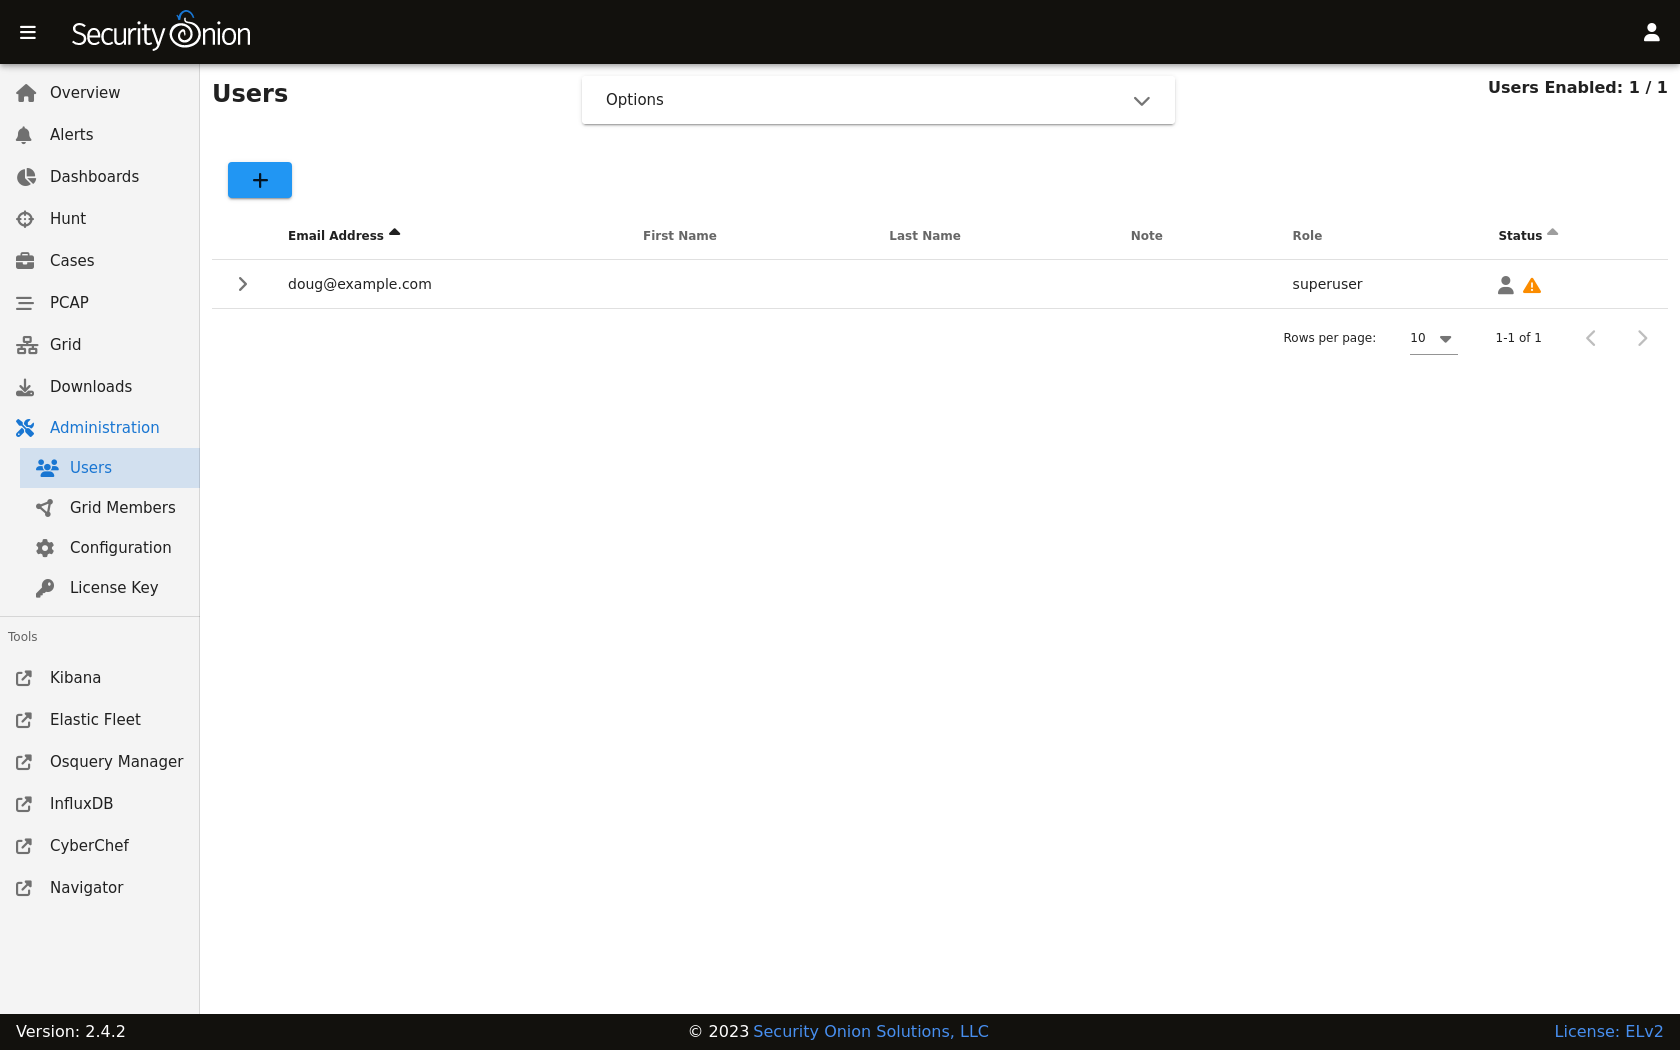 Security Onion
Overview
Alerts
Dashboards
Hunt
Cases
PCAP
Grid
Downloads
Administration
Users
Grid Members
Configuration
License Key
Tools
Kibana
Elastic Fleet
Osquery Manager
InfluxDB
CyberChef
Navigator
Users
Options
Users Enabled: 1 / 1
+
Email Address First Name Last Name Note Role Status
doug@example.com superuser
Rows per page: 10 1-1 of 1
Version: 2.4.2 © 2023 Security Onion Solutions, LLC License: ELv2